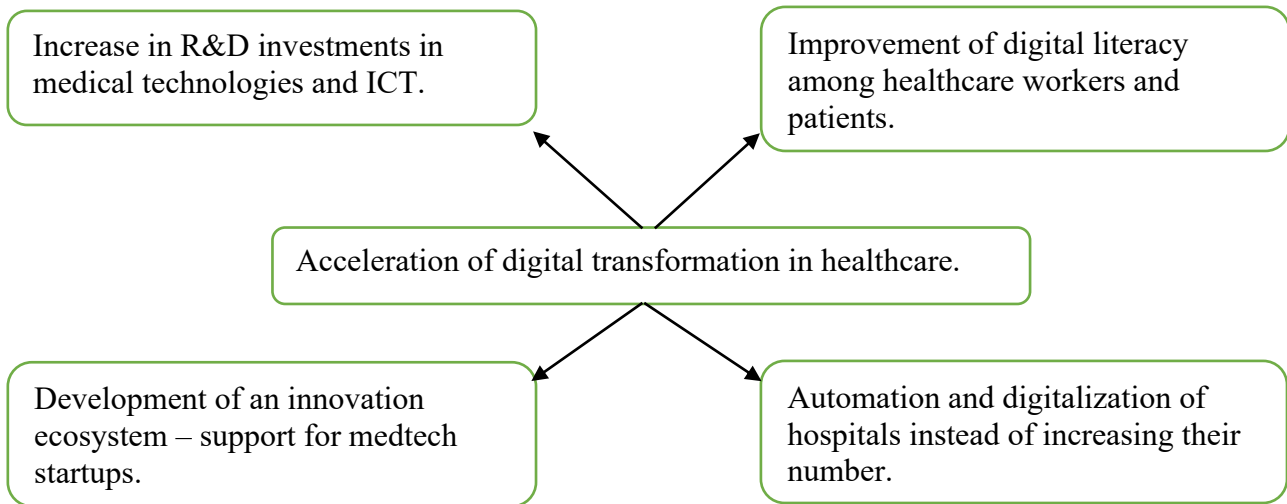 Increase in R&D investments in
medical technologies and ICT.
Improvement of digital literacy
among healthcare workers and
patients.
Acceleration of digital transformation in healthcare.
Development of an innovation
ecosystem – support for medtech
startups.
Automation and digitalization of
hospitals instead of increasing their
number.